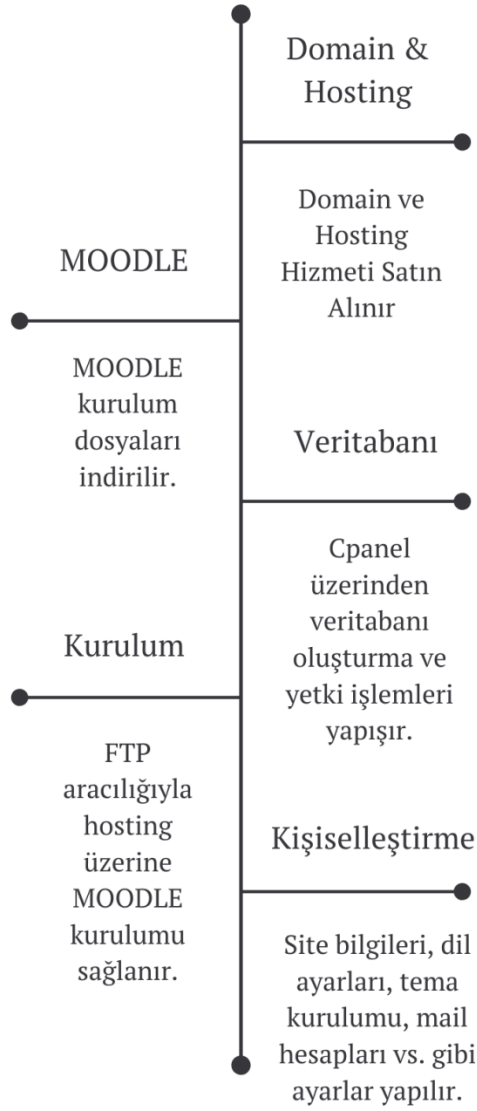 Domain &
Hosting
Domain ve
Hosting
Hizmeti Satın
Alınır
MOODLE
MOODLE
kurulum
dosyaları
indirilir.
Veritabanı
Cpanel
üzerinden
veritabanı
oluşturma ve
yetki işlemleri
yapışır.
Kurulum
FTP
aracılığıyla
hosting
üzerine
MOODLE
kurulumu
sağlanır.
Kişiselleştirme
Site bilgileri, dil
ayarları, tema
kurulumu, mail
hesapları vs. gibi
ayarlar yapılır.